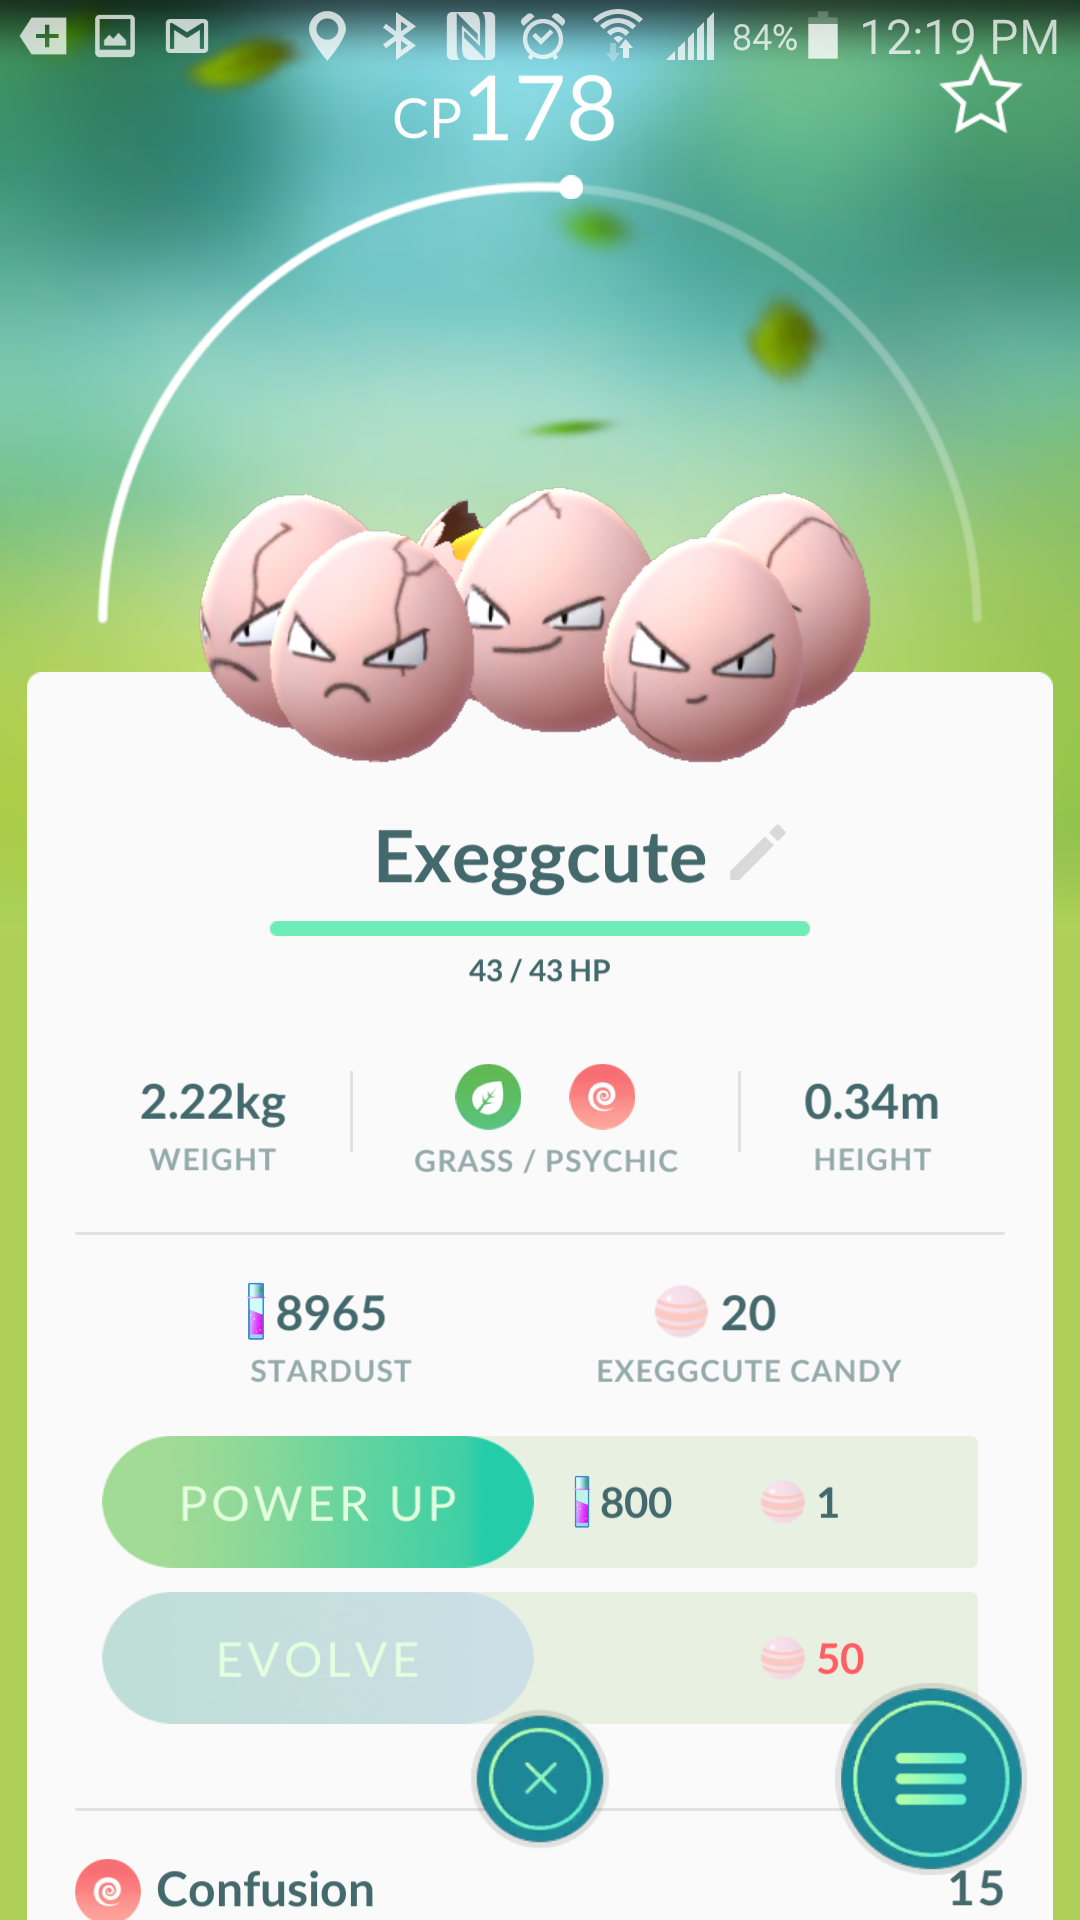 84% 12:19 PM
CP178
Exeggcute
43 / 43 HP
2.22kg
WEIGHT
GRASS / PSYCHIC
0.34m
HEIGHT
8965
STARDUST
20
EXEGGCUTE CANDY
POWER UP 800 1
EVOLVE 50
Confusion 15